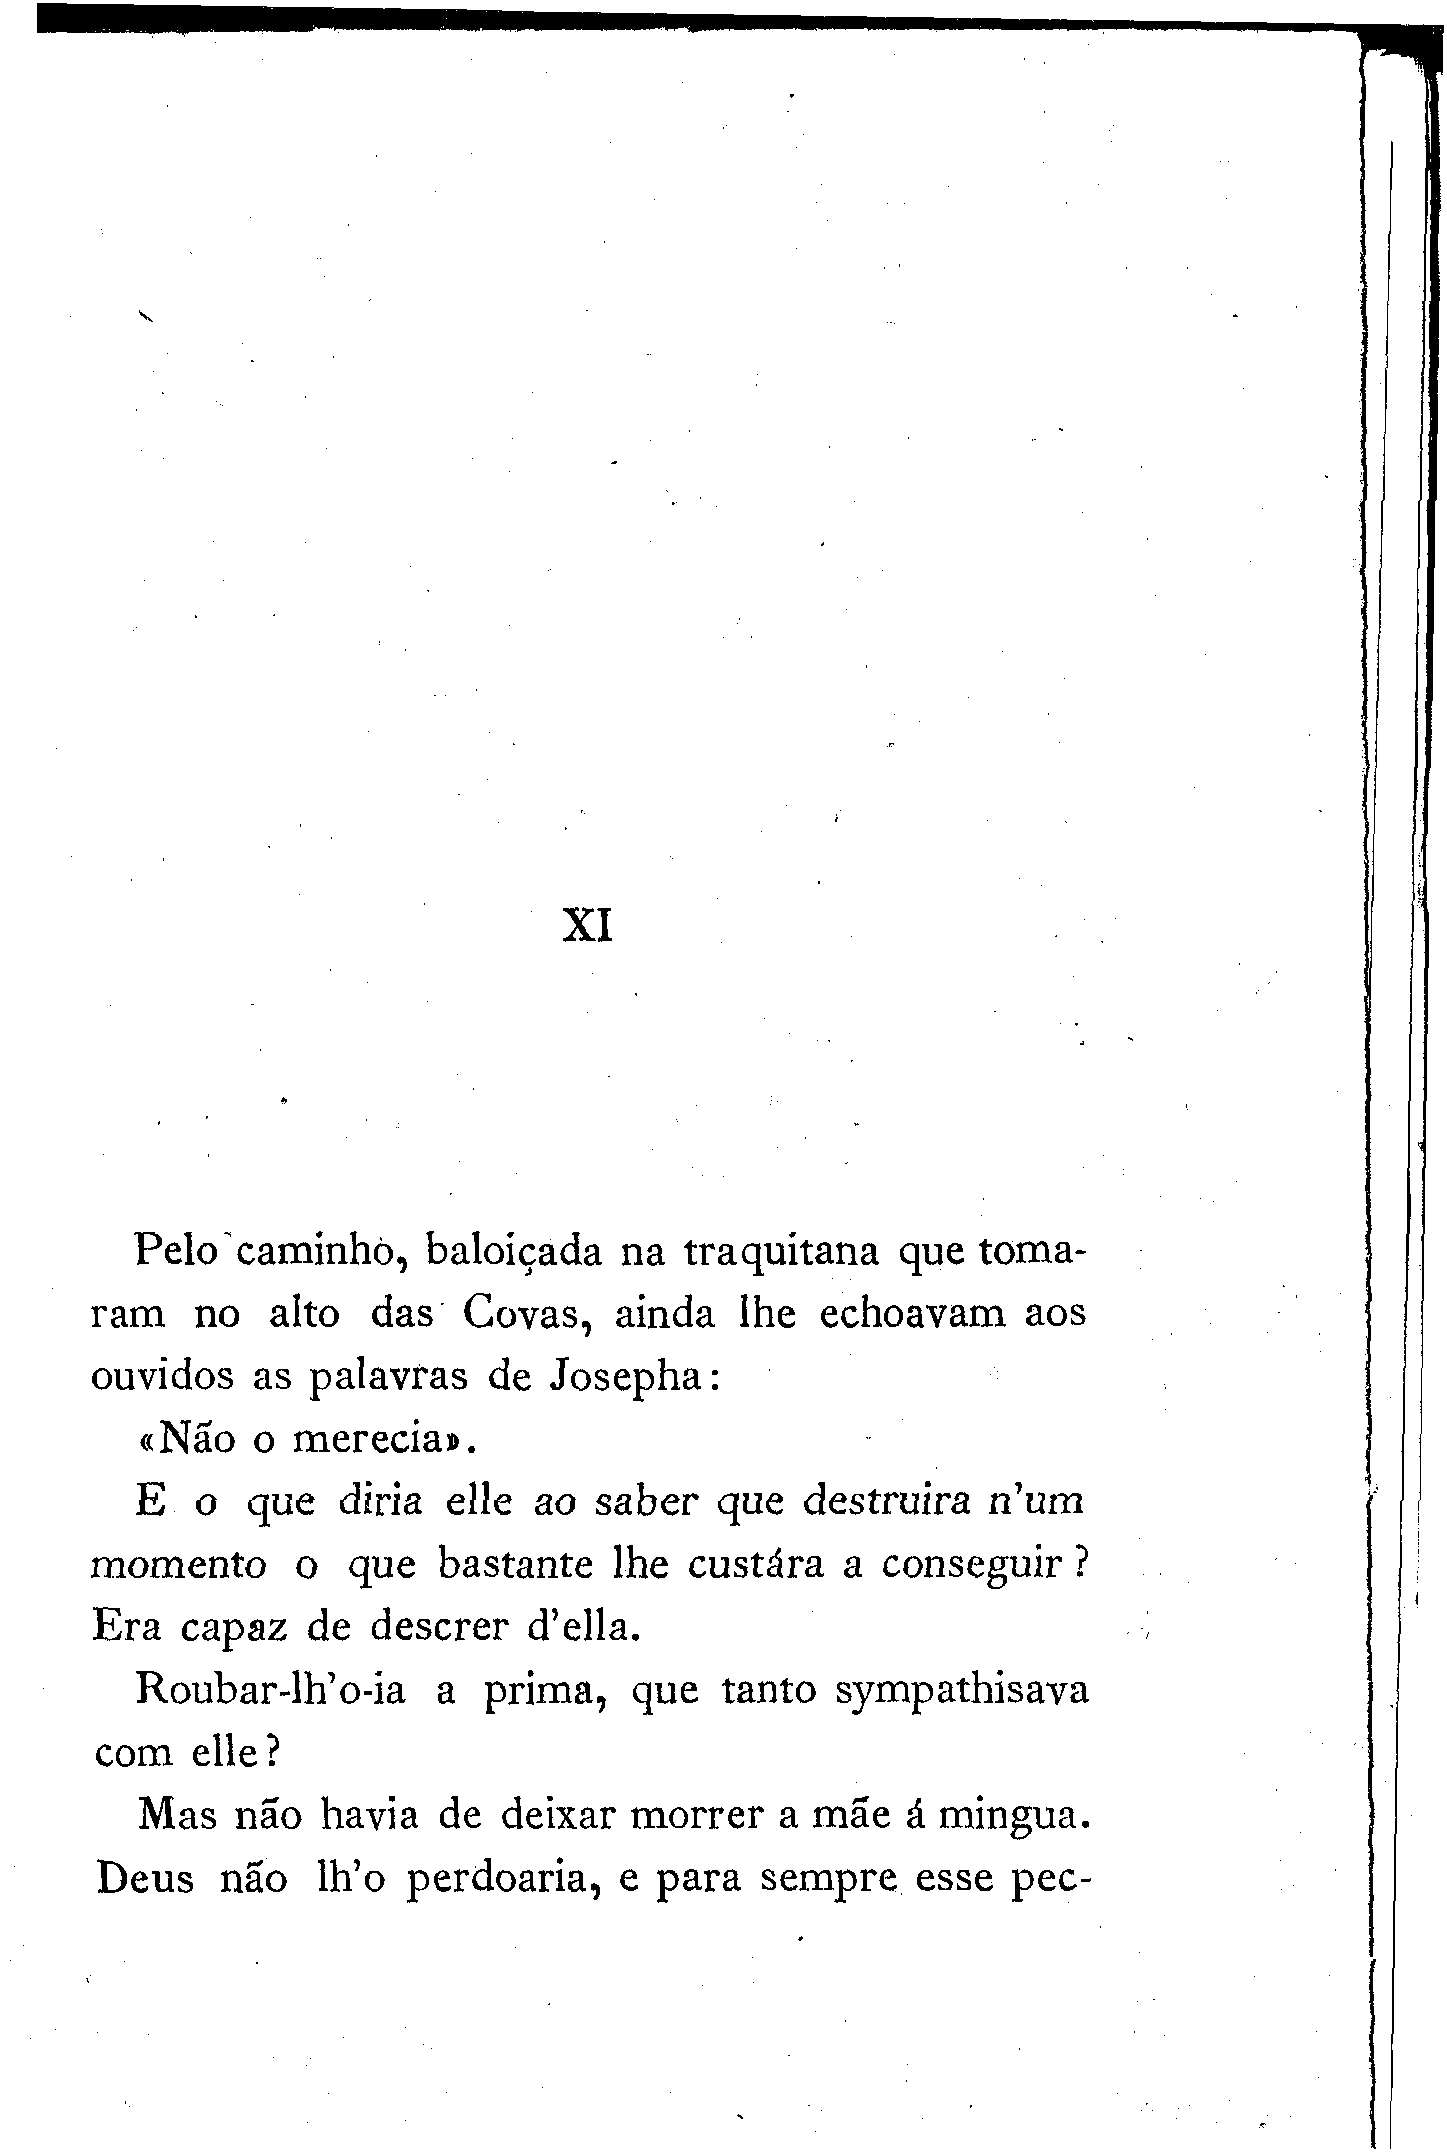 XI
Pelo caminho, baloiçada na traquitana que toma-
ram no alto das Covas, ainda lhe echoavam aos
ouvidos as palavras de Josepha:
«Não o merecia».
E o que diria elle ao saber que destruira n'um
momento o que bastante lhe custára a conseguir?
Era capaz de descrer d'ella.
Roubar-lh'o-ia a prima, que tanto sympathisava
com elle?
Mas não havia de deixar morrer a mãe á mingua.
Deus não lh'o perdoaria, e para sempre esse pec-